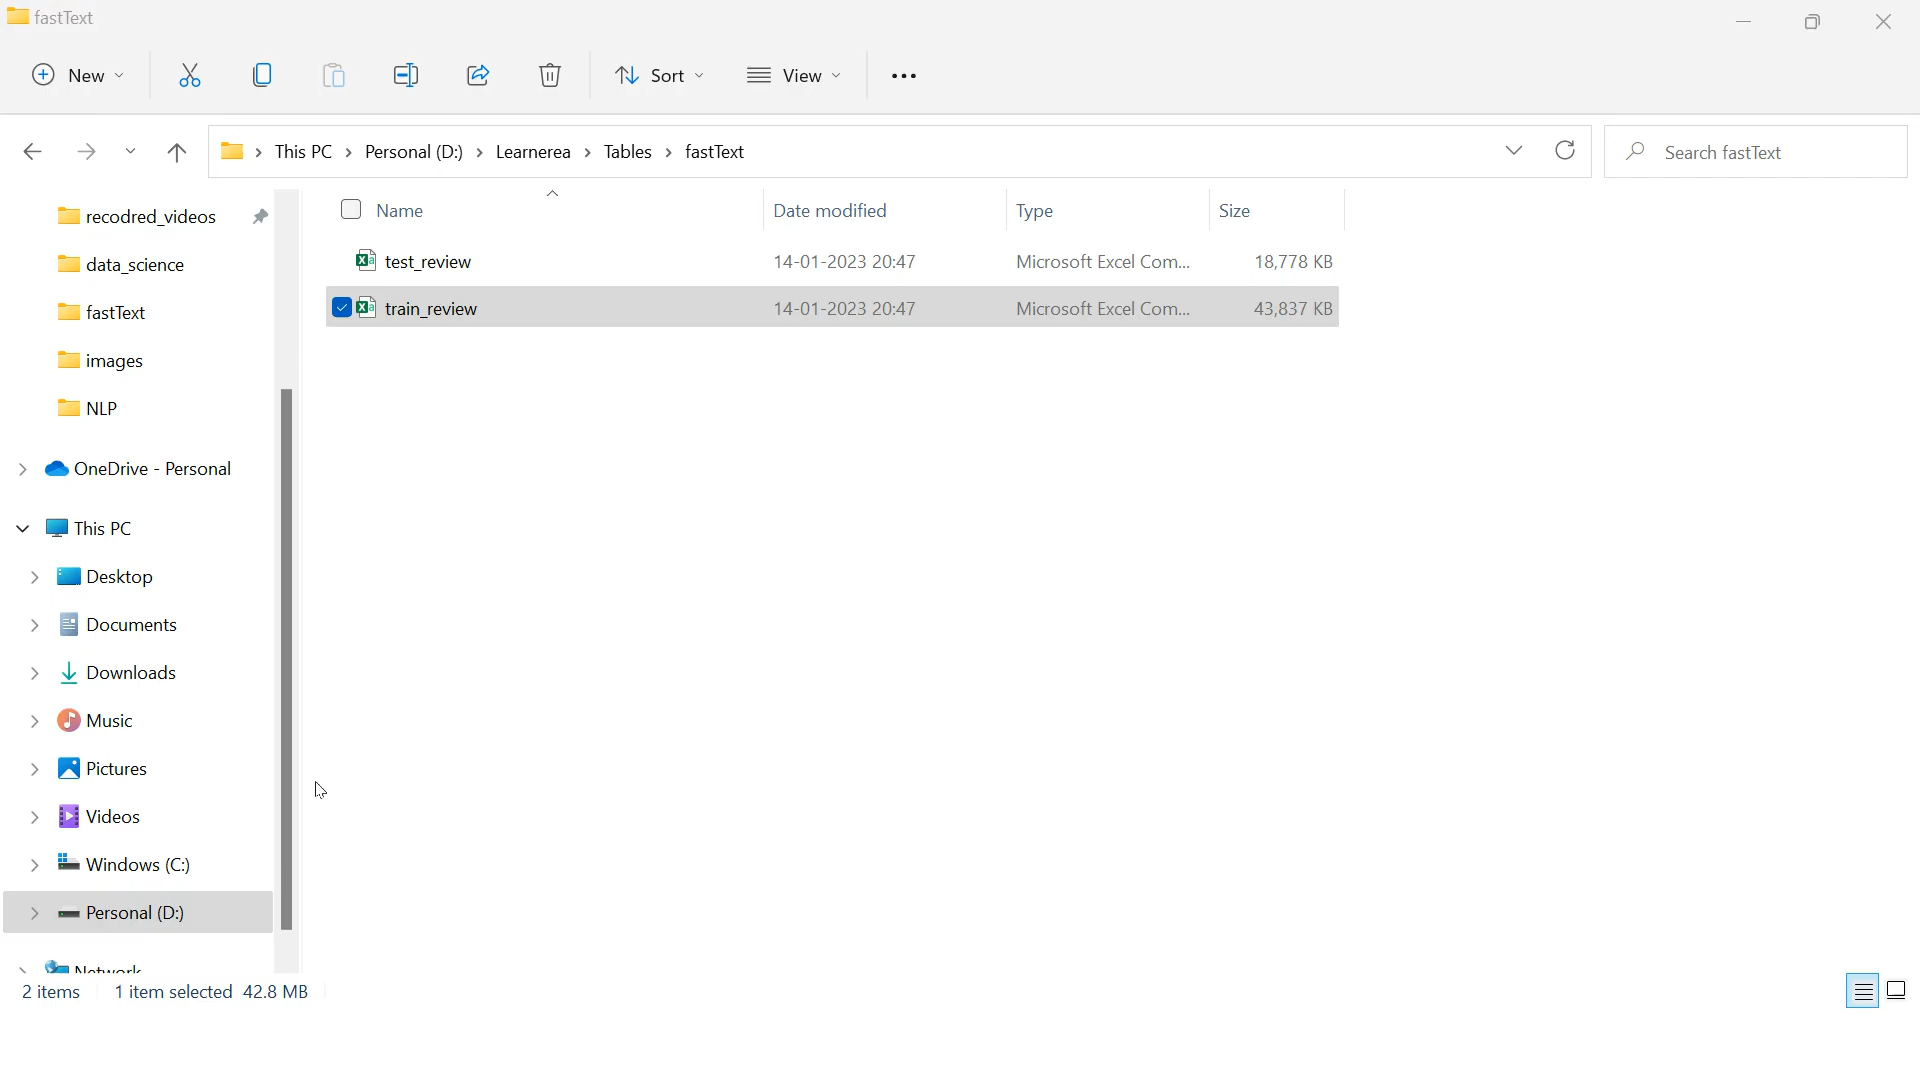 fastText
New
Sort
View
This PC
Personal (D:)
Learnerea
Tables
fastText
Search fastText
recodred_videos
data_science
fastText
images
NLP
OneDrive - Personal
This PC
Desktop
Documents
Downloads
Music
Pictures
Videos
Windows (C:)
Personal (D:)
Network
Name Date modified Type Size
test_review 14-01-2023 20:47 Microsoft Excel Com... 18,778 KB
train_review 14-01-2023 20:47 Microsoft Excel Com... 43,837 KB
2 items 1 item selected 42.8 MB